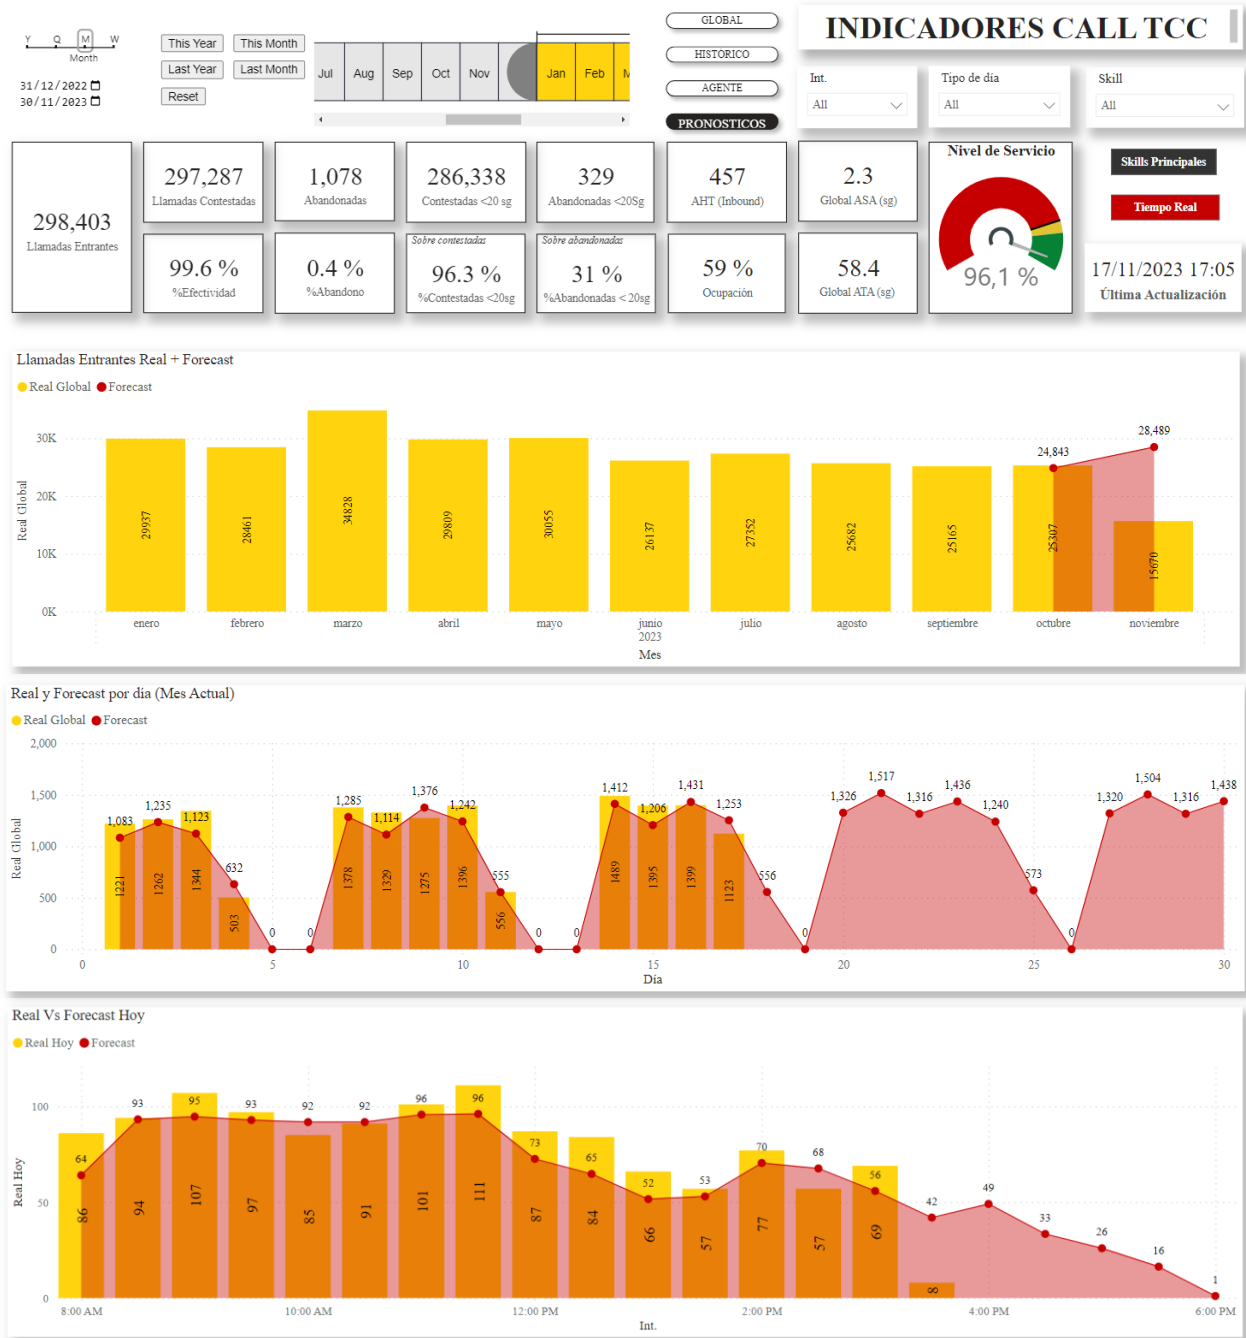 Y Q M W
Month
31/12/2022
30/11/2023
This Year This Month
Last Year Last Month
Reset
Jul Aug Sep Oct Nov Jan Feb
GLOBAL
HISTORICO
AGENTE
PRONOSTICOS
INDICADORES CALL TCC
Int.
All
Tipo de día
All
Skill
All
298,403
Llamadas Entrantes
297,287
Llamadas Contestadas
1,078
Abandonadas
286,338
Contestadas <20 sg
329
Abandonadas <20Sg
457
AHT (Inbound)
2.3
Global ASA (sg)
99.6 %
%Efectividad
0.4 %
%Abandono
Sobre contestadas
96.3 %
%Contestadas <20sg
Sobre abandonadas
31 %
%Abandonadas < 20sg
59 %
Ocupación
58.4
Global ATA (sg)
Nivel de Servicio
96,1 %
Skills Principales
Tiempo Real
17/11/2023 17:05
Última Actualización
Llamadas Entrantes Real + Forecast
Real Global Forecast
30K
20K
10K
0K
Real Global
29937 28461 34828 29809 30055 26137 27352 25682 25165 25307 15670
24,843 28,489
enero febrero marzo abril mayo junio julio agosto septiembre octubre noviembre
2023
Mes
Real y Forecast por día (Mes Actual)
Real Global Forecast
2,000
1,500
1,000
500
0
Real Global
1,083 1,235 1,123 632 0 0 1,285 1,114 1,376 1,242 555 0 0 1,412 1,206 1,431 1,253 556 0 1,326 1,517 1,316 1,436 1,240 573 0 1,320 1,504 1,316 1,438
1221 1262 1344 503 1378 1329 1275 1396 556 1489 1395 1399 1123
0 5 10 15 20 25 30
Día
Real Vs Forecast Hoy
Real Hoy Forecast
100
50
0
Real Hoy
64 93 95 93 92 92 96 96 73 65 52 53 70 68 56 42 49 33 26 16 1
86 94 107 97 85 91 101 111 87 84 66 57 77 57 69 8
8:00 AM 10:00 AM 12:00 PM 2:00 PM 4:00 PM 6:00 PM
Int.